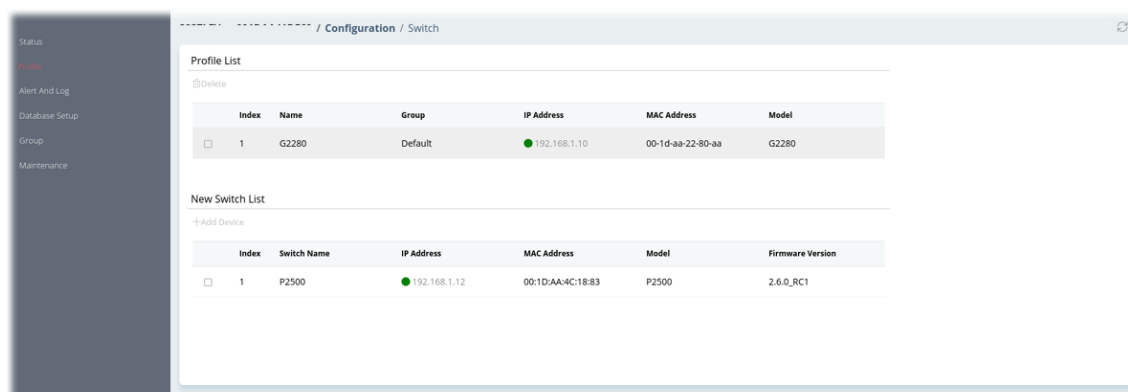 / Configuration / Switch
Status
Profile
Alert And Log
Database Setup
Group
Maintenance
Profile List
Delete
Index Name Group IP Address MAC Address Model
1 G2280 Default 192.168.1.10 00-1d-aa-22-80-aa G2280
New Switch List
+Add Device
Index Switch Name IP Address MAC Address Model Firmware Version
1 P2500 192.168.1.12 00:1D:AA:4C:18:83 P2500 2.6.0_RC1